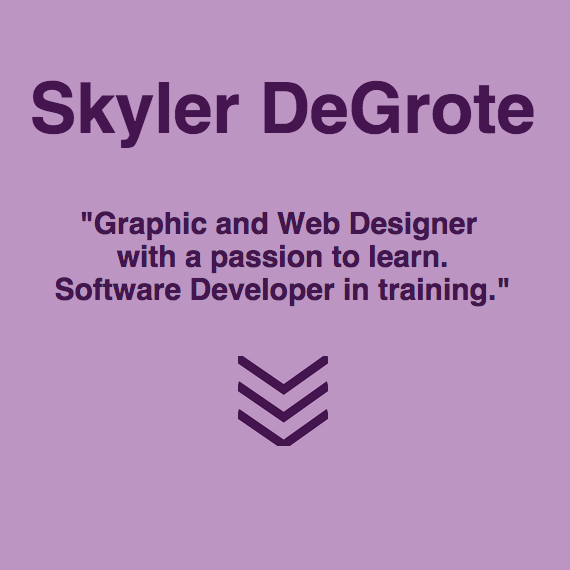 Skyler DeGrote
"Graphic and Web Designer
with a passion to learn.
Software Developer in training."